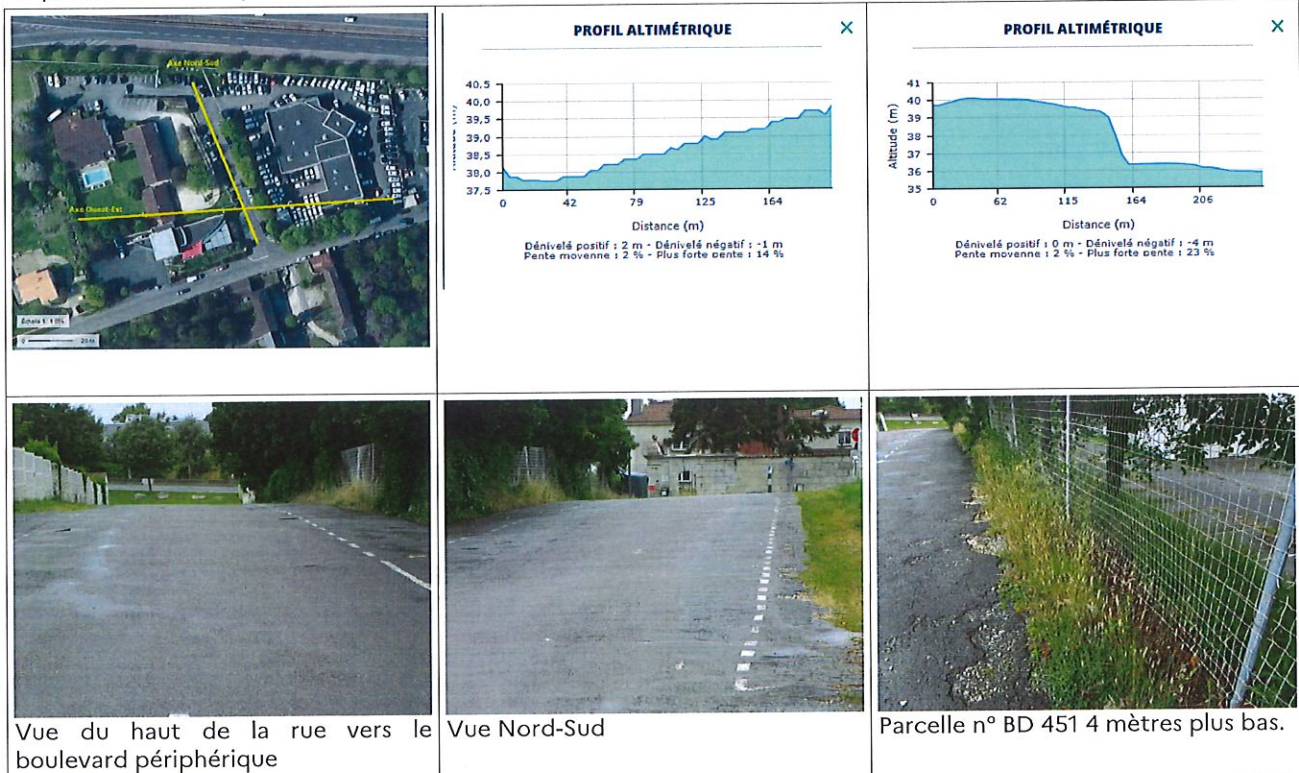 Axe Nord-Sud
Axe Ouest-Est
20 m
PROFIL ALTIMÉTRIQUE
×
40,5
40,0
39,5
39,0
38,5
38,0
37,5
0 42 79 125 164
Distance (m)
Dénivelé positif : 2 m - Dénivelé négatif : -1 m
Pente moyenne : 2 % - Plus forte pente : 14 %
PROFIL ALTIMÉTRIQUE
×
Altitude (m)
41
40
39
38
37
36
35
0 62 115 164 206
Distance (m)
Dénivelé positif : 0 m - Dénivelé négatif : -4 m
Pente moyenne : 2 % - Plus forte pente : 23 %
Vue du haut de la rue vers le
boulevard périphérique
Vue Nord-Sud
Parcelle n° BD 451 4 mètres plus bas.